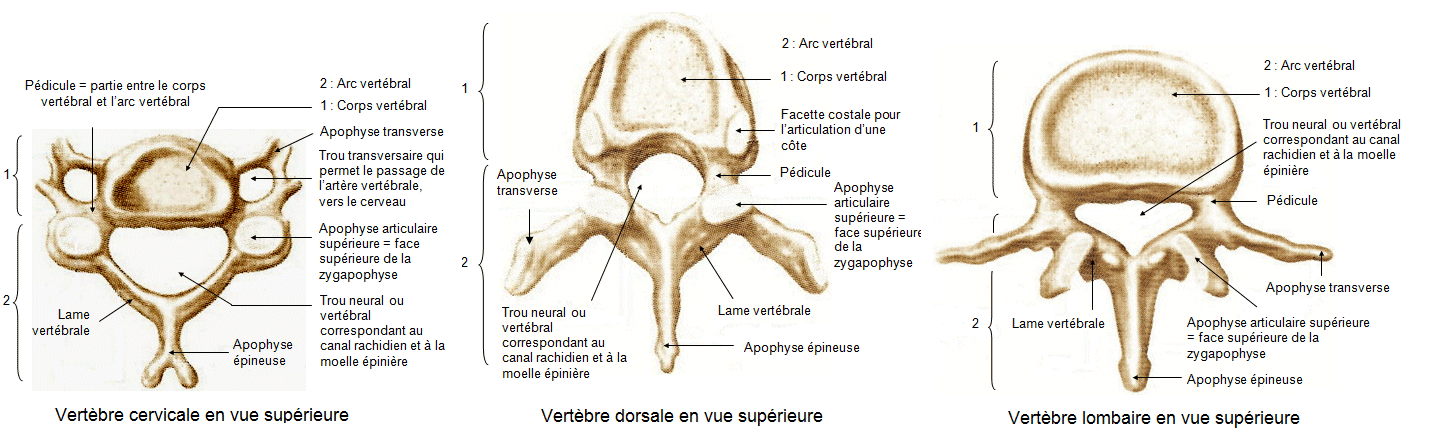 Pédicule = partie entre le corps
vertébral et l'arc vertébral
2 : Arc vertébral
1 : Corps vertébral
Apophyse transverse
Trou transversaire qui
permet le passage de
l'artère vertébrale,
vers le cerveau
1
Apophyse articulaire
supérieure = face
supérieure de la
zygapophyse
2
Lame
vertébrale
Trou neural ou
vertébral
correspondant au
canal rachidien et à la
moelle épinière
Apophyse
épineuse
Vertèbre cervicale en vue supérieure
2 : Arc vertébral
1 : Corps vertébral
1
Facette costale pour
l'articulation d'une
côte
Pédicule
Apophyse
transverse
Apophyse
articulaire
supérieure =
face supérieure
de la
zygapophyse
2
Trou neural ou
vertébral
correspondant au
canal rachidien et à la
moelle épinière
Lame vertébrale
Apophyse épineuse
Vertèbre dorsale en vue supérieure
2 : Arc vertébral
1 : Corps vertébral
1
Trou neural ou vertébral
correspondant au canal
rachidien et à la moelle
épinière
Pédicule
Apophyse transverse
2
Lame vertébrale
Apophyse articulaire supérieure
= face supérieure de la
zygapophyse
Apophyse épineuse
Vertèbre lombaire en vue supérieure